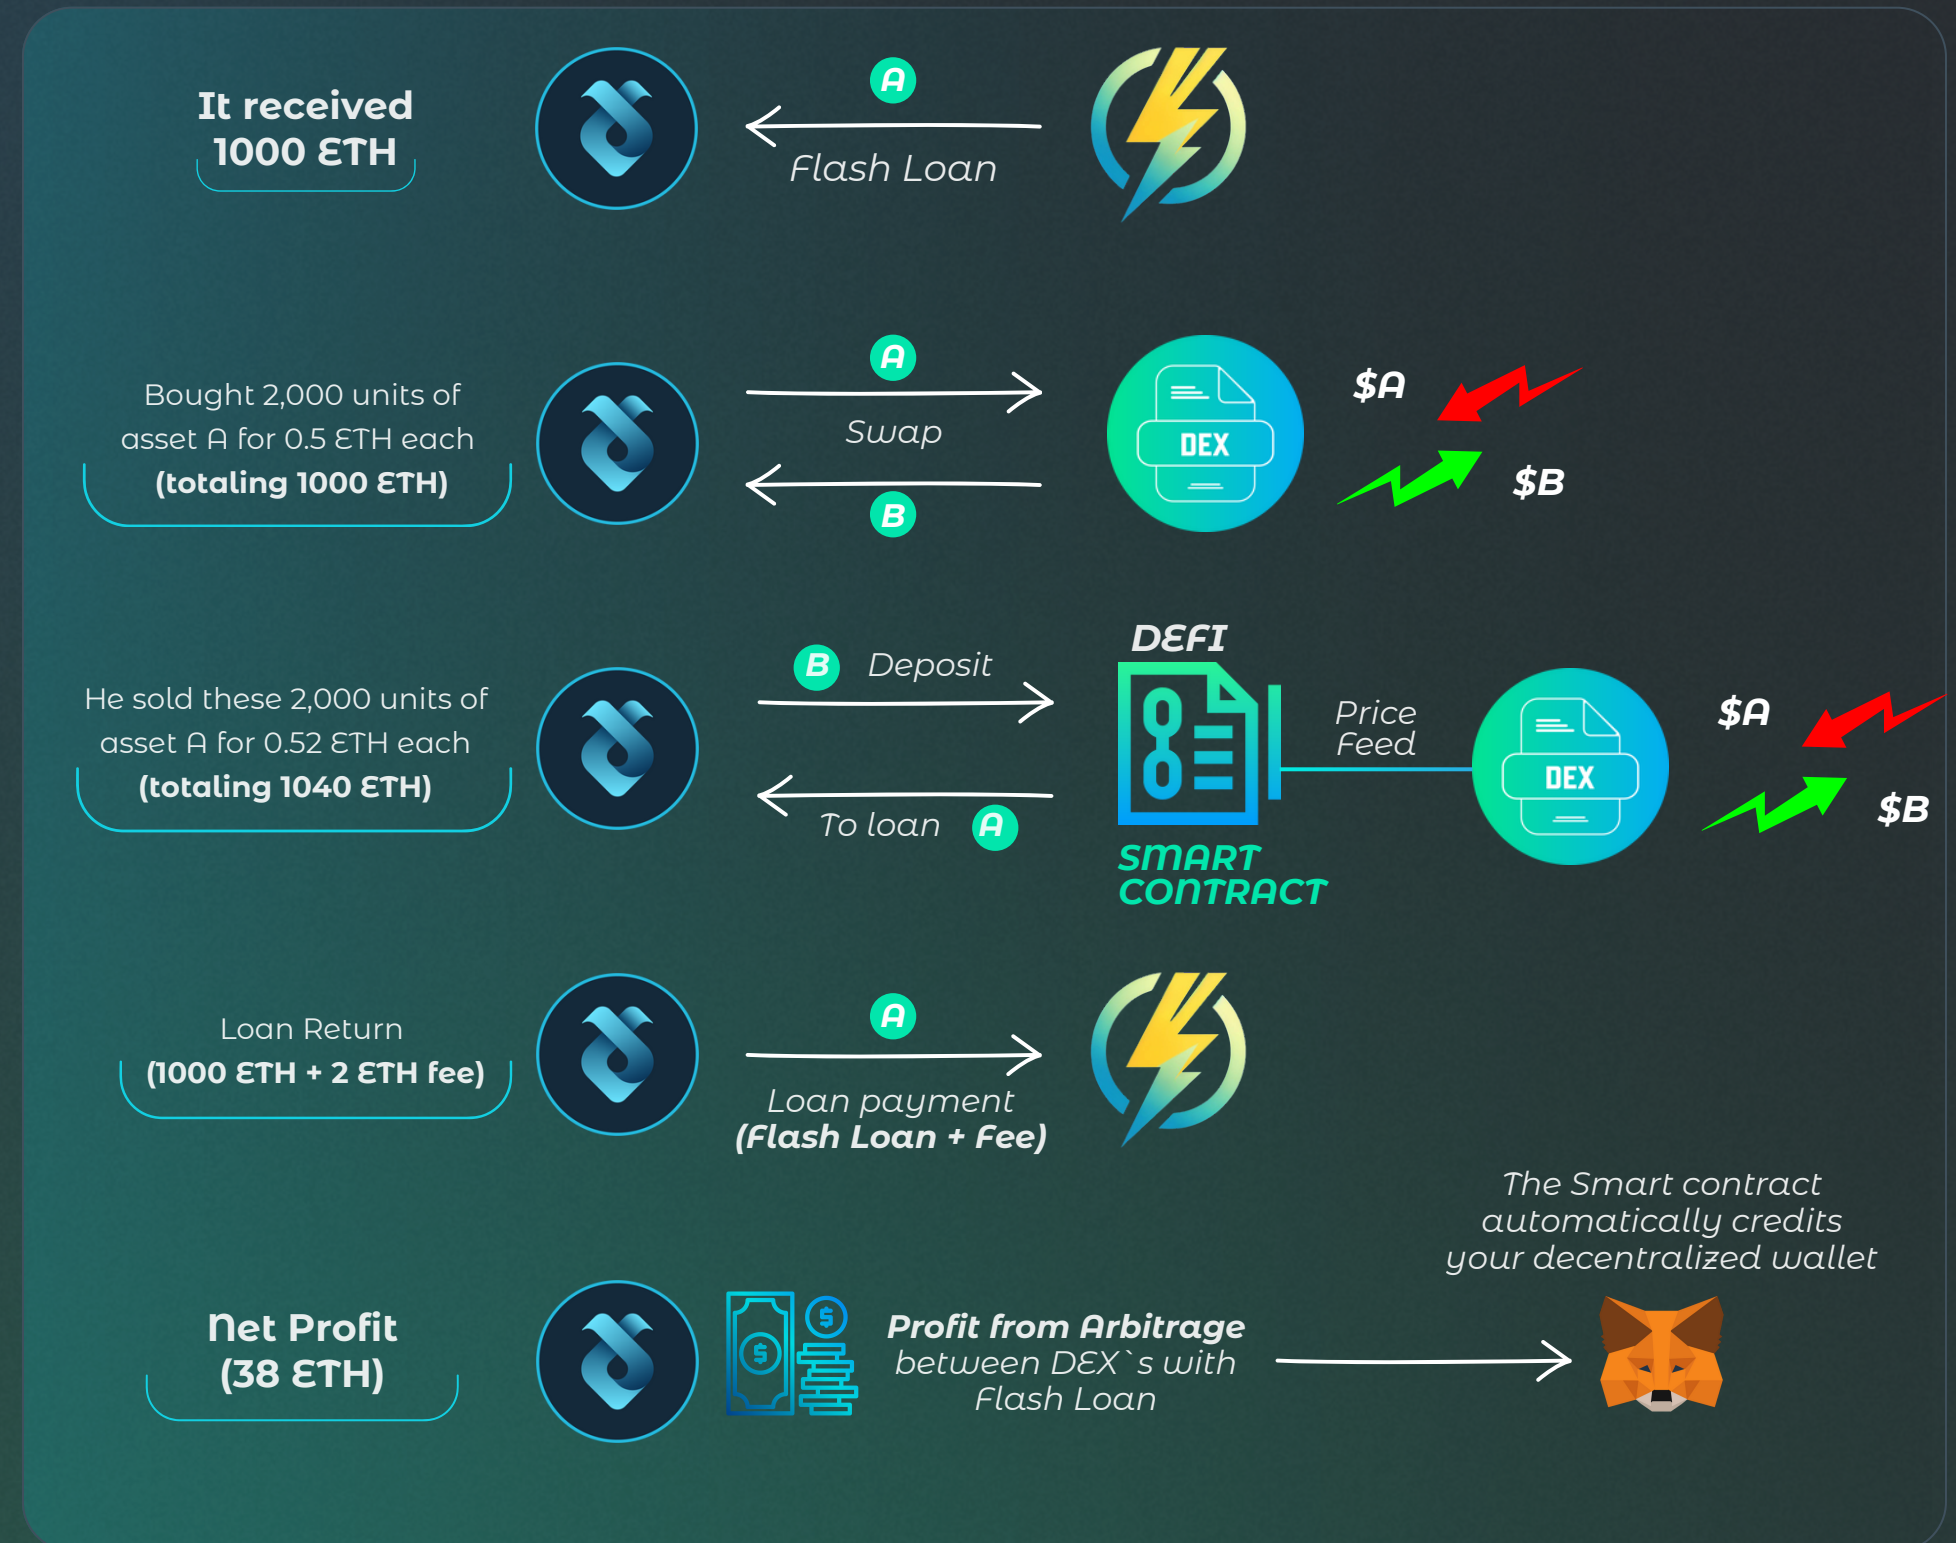 It received
1000 ETH
A
Flash Loan
Bought 2,000 units of
asset A for 0.5 ETH each
(totaling 1000 ETH)
A
Swap
B
DEX
$A
$B
He sold these 2,000 units of
asset A for 0.52 ETH each
(totaling 1040 ETH)
B Deposit
To loan A
DEFI
SMART
CONTRACT
Price
Feed
DEX
$A
$B
Loan Return
(1000 ETH + 2 ETH fee)
A
Loan payment
(Flash Loan + Fee)
Net Profit
(38 ETH)
$
$
Profit from Arbitrage
between DEX`s with
Flash Loan
The Smart contract
automatically credits
your decentralized wallet